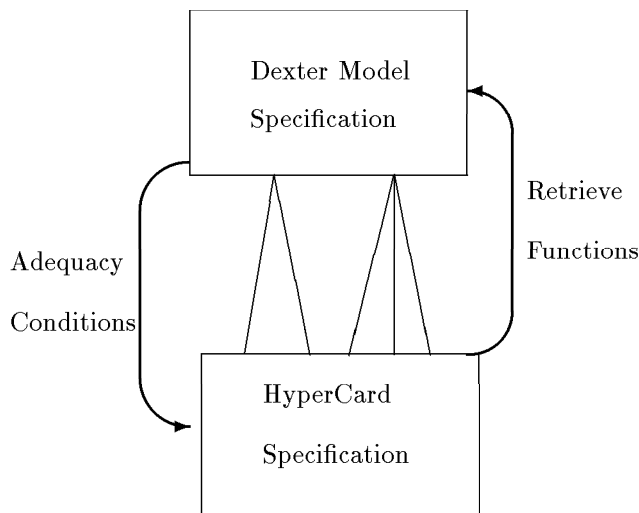 Dexter Model
Specification
Retrieve
Functions
Adequacy
Conditions
HyperCard
Specification